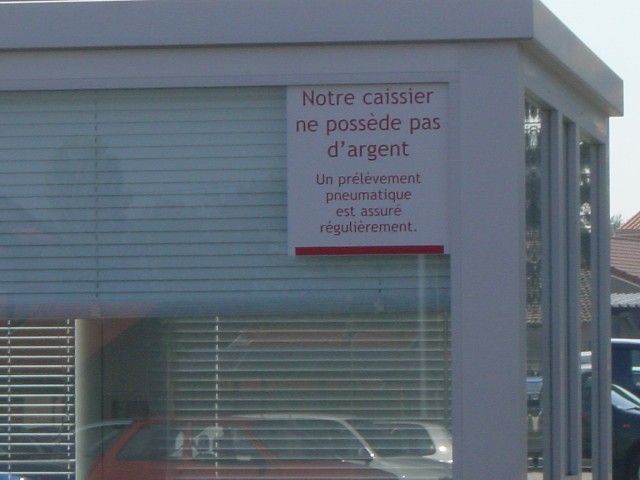 Notre caissier
ne possède pas
d'argent
Un prélèvement
pneumatique
est assuré
régulièrement.